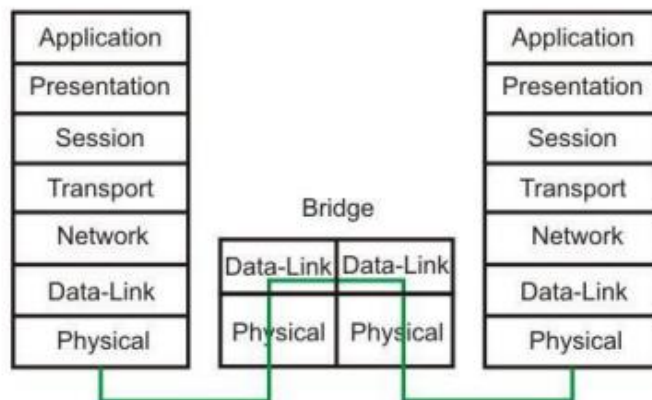 Application
Presentation
Session
Transport
Network
Data-Link
Physical
Bridge
Data-Link Data-Link
Physical Physical
Application
Presentation
Session
Transport
Network
Data-Link
Physical